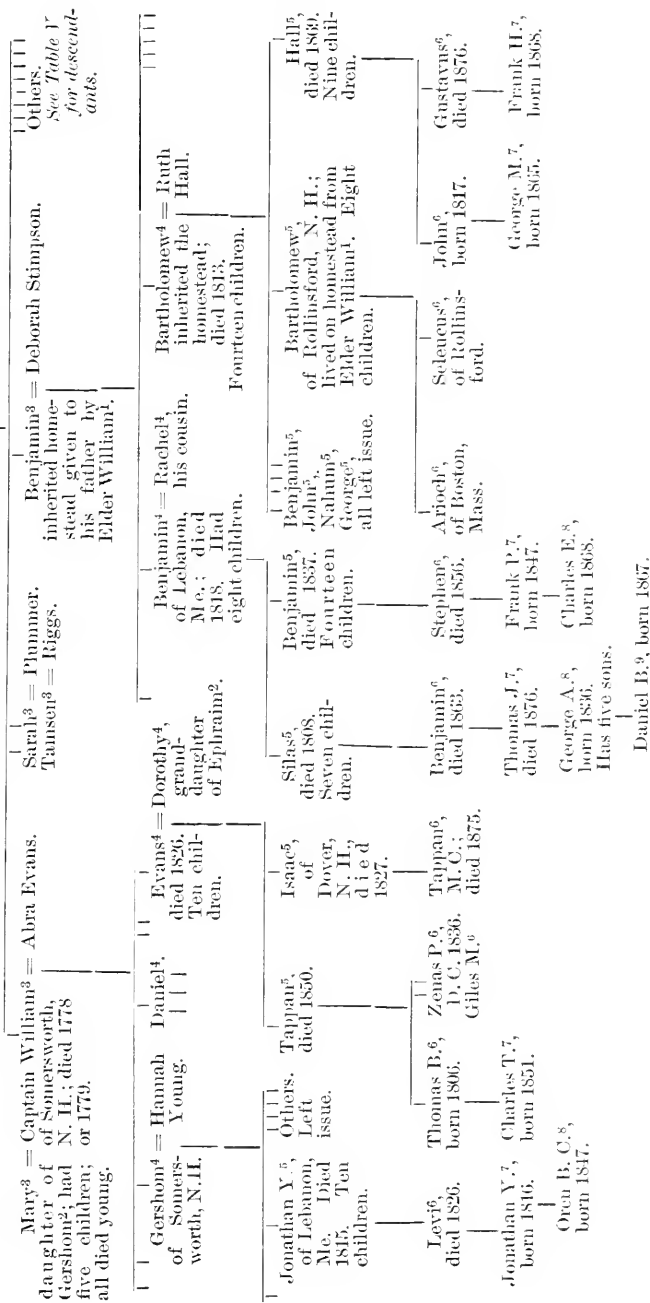 Mary³ = Captain William³ = Abra Evans.
daughter of
Gershom²; had
five children;
all died young.
of Somersworth,
N. H.; died 1778
or 1779.
Sarah³ = Plummer.
Tamsen³ = Riggs.
Benjamin³ = Deborah Stimpson.
inherited home-
stead given to
his father by
Elder William¹.
Others.
See Table V
for descend-
ants.
Gershom⁴ = Hannah
of Somers-
worth, N.H.
Young.
Daniel⁴.
Evans⁴ = Dorothy⁴,
died 1826.
Ten chil-
dren.
grand-
daughter
of Ephraim².
Benjamin⁴ = Rachel⁴,
of Lebanon,
Me.; died
1818. Had
eight children.
his cousin.
Bartholomew⁴ = Ruth
inherited the
homestead;
died 1813.
Fourteen children.
Hall.
Jonathan Y.⁵,
of Lebanon,
Me. Died
1815. Ten
children.
Others.
Left
issue.
Tappan⁵,
died 1850.
Isaac⁵,
of
Dover,
N. H.,
died
1827.
Silas⁵,
died 1808.
Seven chil-
dren.
Benjamin⁵,
died 1837.
Fourteen
children.
Benjamin⁵,
John⁵,
Nahum⁵,
George⁵,
all left issue.
Bartholomew⁵,
of Rollinsford, N. H.;
lived on homestead from
Elder William¹. Eight
children.
Hall⁵,
died 1869.
Nine chil-
dren.
Levi⁶,
died 1826.
Thomas B.⁶,
born 1806.
Zenas P.⁶,
D. C. 1836.
Giles M.⁶
Tappan⁶,
M. C.;
died 1875.
Benjamin⁶,
died 1863.
Stephen⁶,
died 1856.
Arioch⁶,
of Boston,
Mass.
Seleucus⁶,
of Rollins-
ford.
John⁶,
born 1817.
Gustavus⁶,
died 1876.
Jonathan Y.⁷,
born 1816.
Charles T.⁷,
born 1851.
Thomas J.⁷,
died 1876.
Frank P.⁷,
born 1847.
George M.⁷,
born 1865.
Frank H.⁷,
born 1868.
Oren B. C.⁸,
born 1847.
George A.⁸,
born 1836.
Has five sons.
Charles E.⁸,
born 1868.
Daniel B.⁹, born 1867.